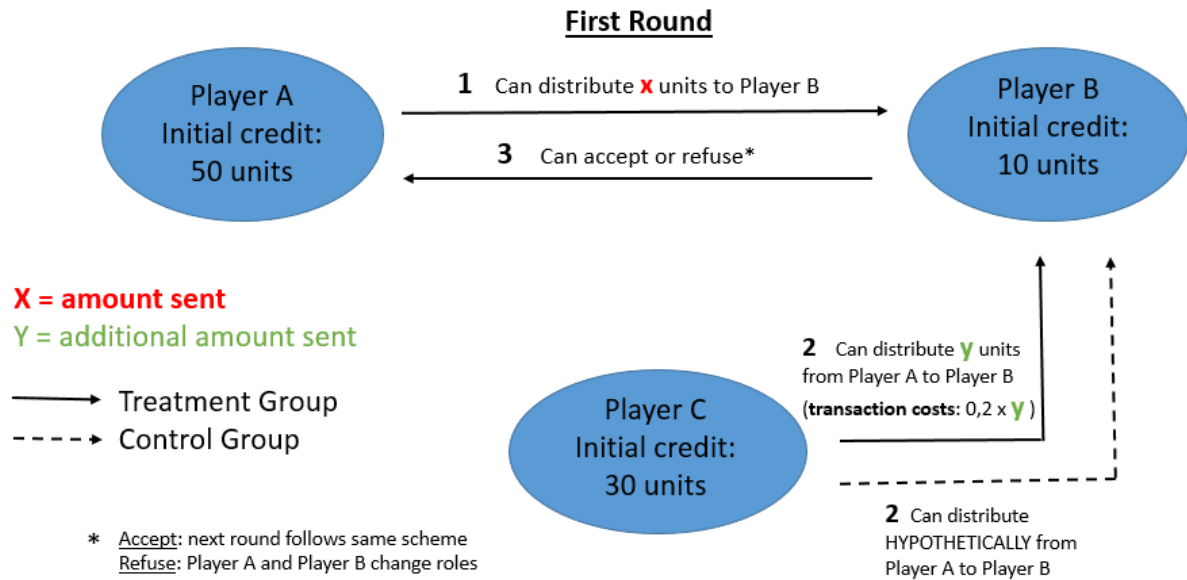 First Round
Player A
Initial credit:
50 units
1 Can distribute x units to Player B
3 Can accept or refuse*
Player B
Initial credit:
10 units
X = amount sent
Y = additional amount sent
Treatment Group
Control Group
Player C
Initial credit:
30 units
2 Can distribute y units
from Player A to Player B
(transaction costs: 0,2 x y )
2 Can distribute
HYPOTHETICALLY from
Player A to Player B
* Accept: next round follows same scheme
Refuse: Player A and Player B change roles